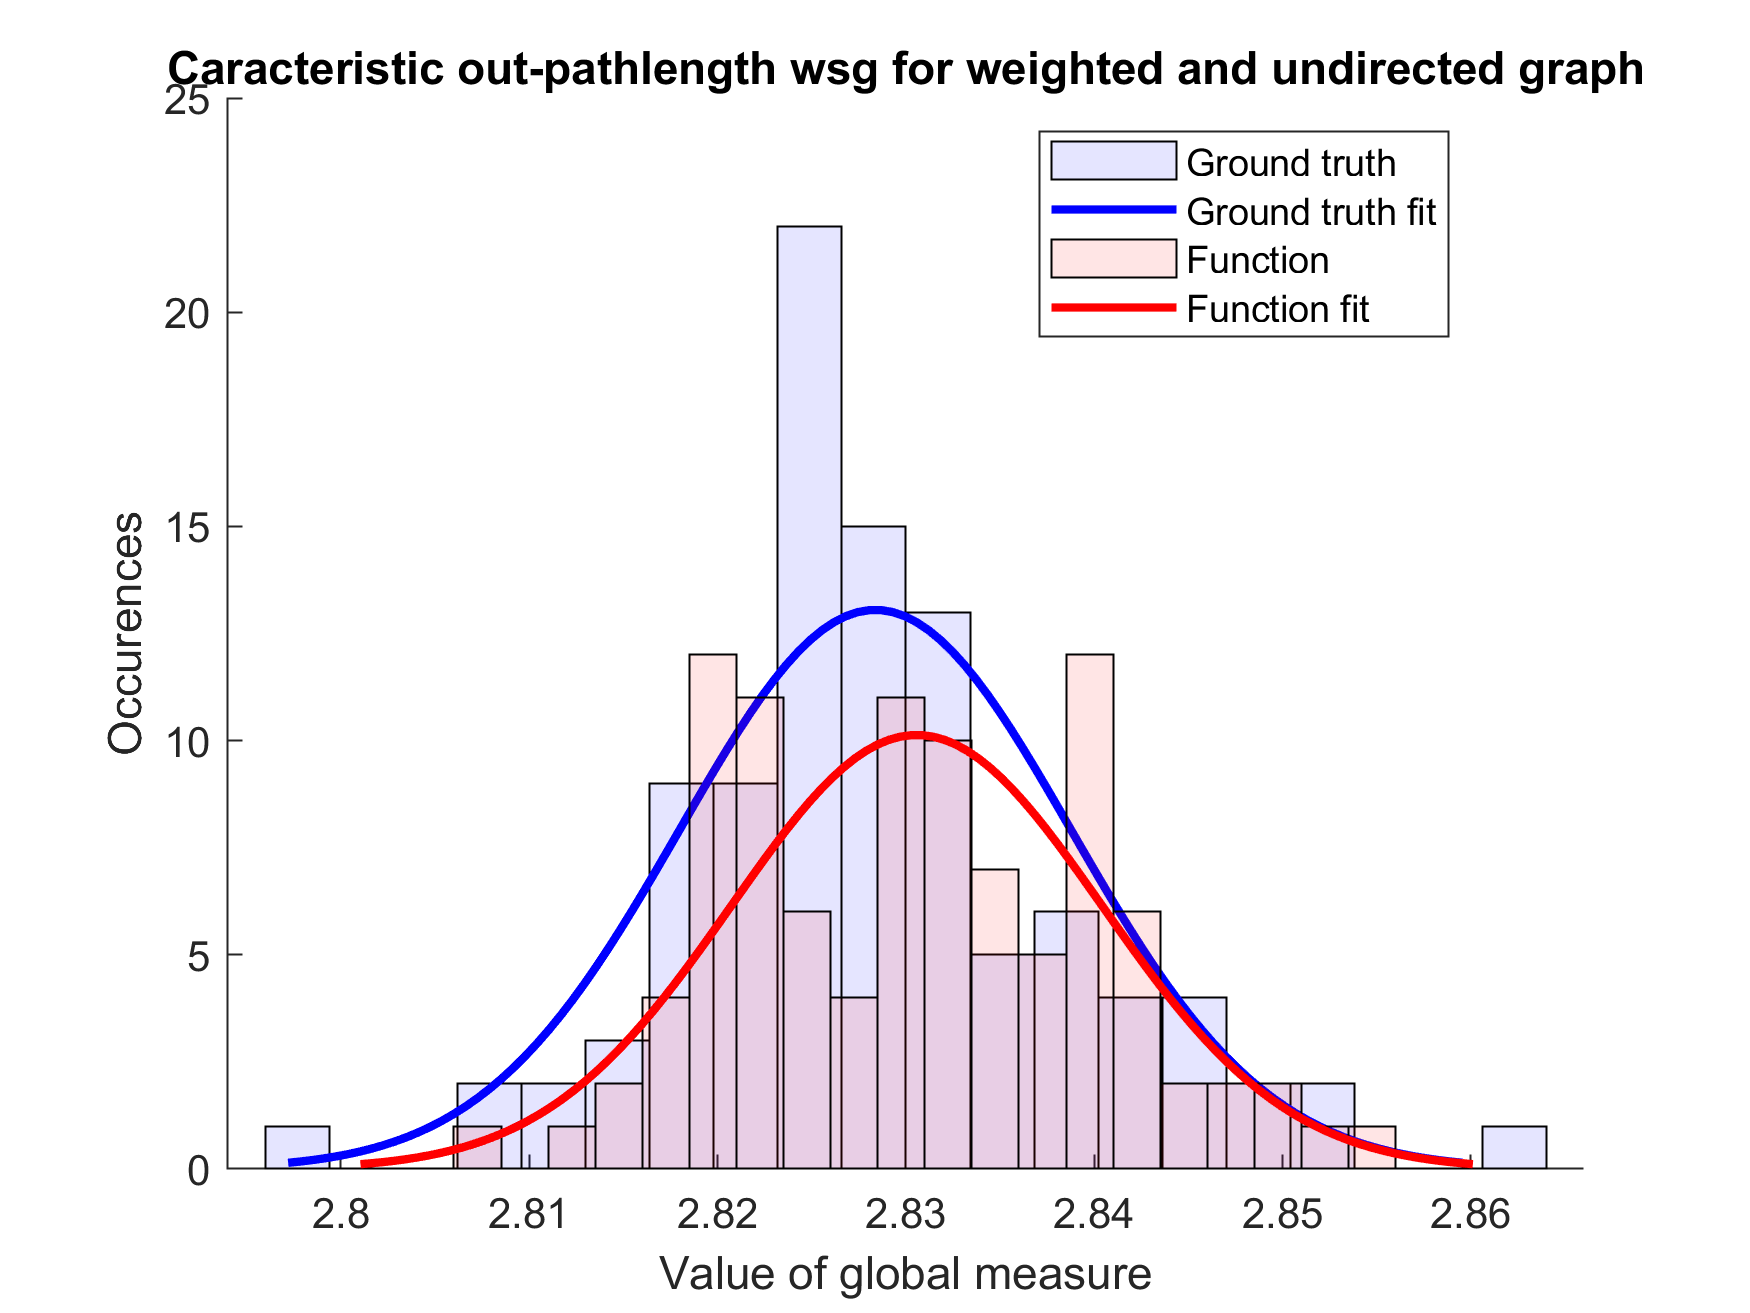 Caracteristic out-pathlength wsg for weighted and undirected graph
25
20
15
10
5
0
Occurences
Ground truth
Ground truth fit
Function
Function fit
2.8 2.81 2.82 2.83 2.84 2.85 2.86
Value of global measure